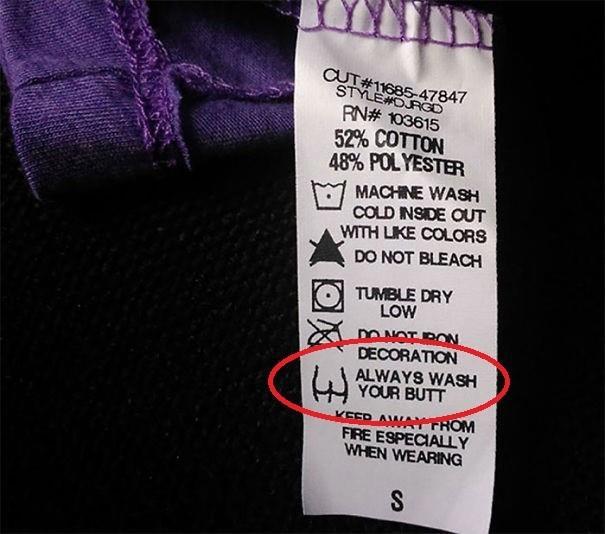 CUT#11685-47847
STYLE#DJRGD
RN# 103615
52% COTTON
48% POLYESTER
MACHINE WASH
COLD INSIDE OUT
WITH LIKE COLORS
DO NOT BLEACH
TUMBLE DRY
LOW
DO NOT IRON
DECORATION
ALWAYS WASH
YOUR BUTT
KEEP AWAY FROM
FIRE ESPECIALLY
WHEN WEARING
S